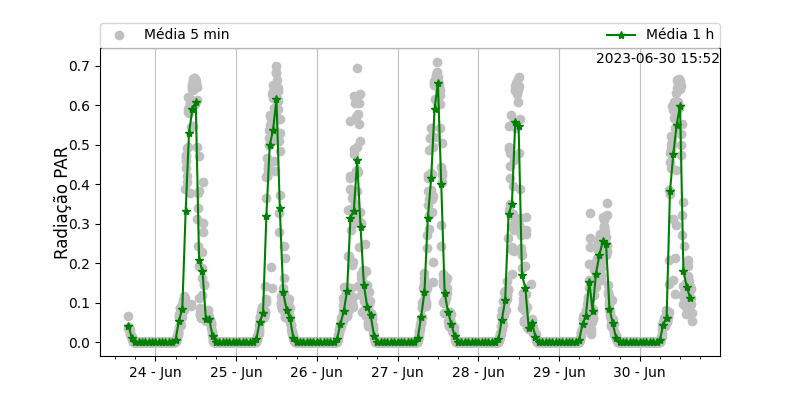 Média 5 min
Média 1 h
2023-06-30 15:52
Radiação PAR
0.7
0.6
0.5
0.4
0.3
0.2
0.1
0.0
24 - Jun
25 - Jun
26 - Jun
27 - Jun
28 - Jun
29 - Jun
30 - Jun